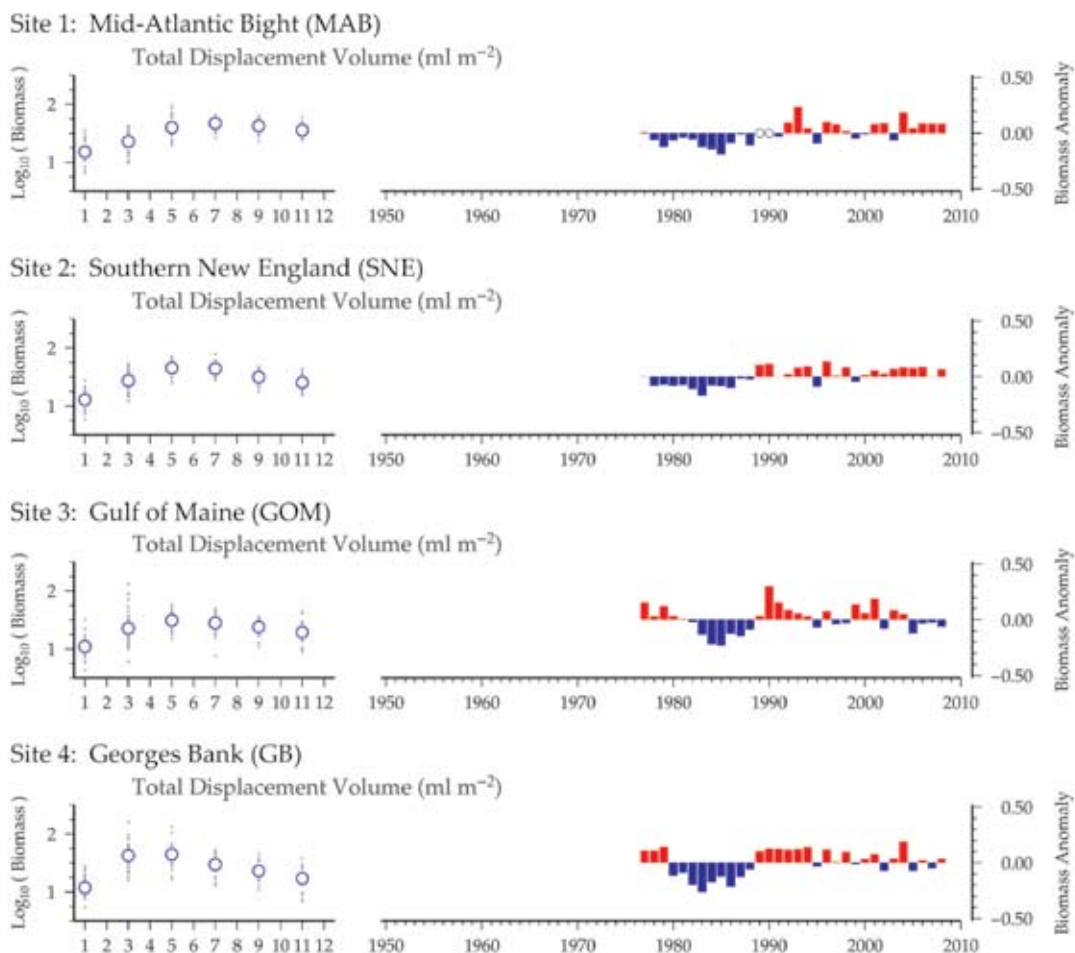 Site 1: Mid-Atlantic Bight (MAB)
Total Displacement Volume (ml m⁻²)
Log₁₀ ( Biomass )
2
1
1 2 3 4 5 6 7 8 9 10 11 12
1950 1960 1970 1980 1990 2000 2010
0.50
0.00
−0.50
Biomass Anomaly
Site 2: Southern New England (SNE)
Total Displacement Volume (ml m⁻²)
Log₁₀ ( Biomass )
2
1
1 2 3 4 5 6 7 8 9 10 11 12
1950 1960 1970 1980 1990 2000 2010
0.50
0.00
−0.50
Biomass Anomaly
Site 3: Gulf of Maine (GOM)
Total Displacement Volume (ml m⁻²)
Log₁₀ ( Biomass )
2
1
1 2 3 4 5 6 7 8 9 10 11 12
1950 1960 1970 1980 1990 2000 2010
0.50
0.00
−0.50
Biomass Anomaly
Site 4: Georges Bank (GB)
Total Displacement Volume (ml m⁻²)
Log₁₀ ( Biomass )
2
1
1 2 3 4 5 6 7 8 9 10 11 12
1950 1960 1970 1980 1990 2000 2010
0.50
0.00
−0.50
Biomass Anomaly